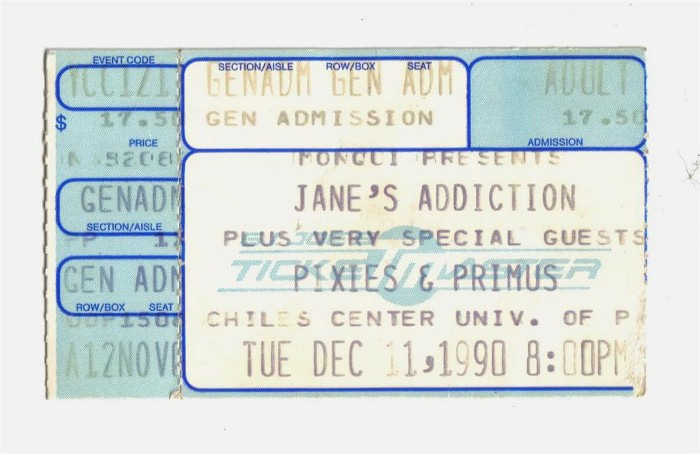 EVENT CODE
SECTION/AISLE ROW/BOX SEAT
GENADM GEN ADM ADULT
$ 17.50 GEN ADMISSION 17.50
PRICE ADMISSION
PRESENTS
GENADM JANE'S ADDICTION
SECTION/AISLE PLUS VERY SPECIAL GUESTS
TICKETMASTER
GEN ADM PIXIES & PRIMUS
ROW/BOX SEAT
CHILES CENTER UNIV. OF P
A12NOV TUE DEC 11,1990 8:00PM